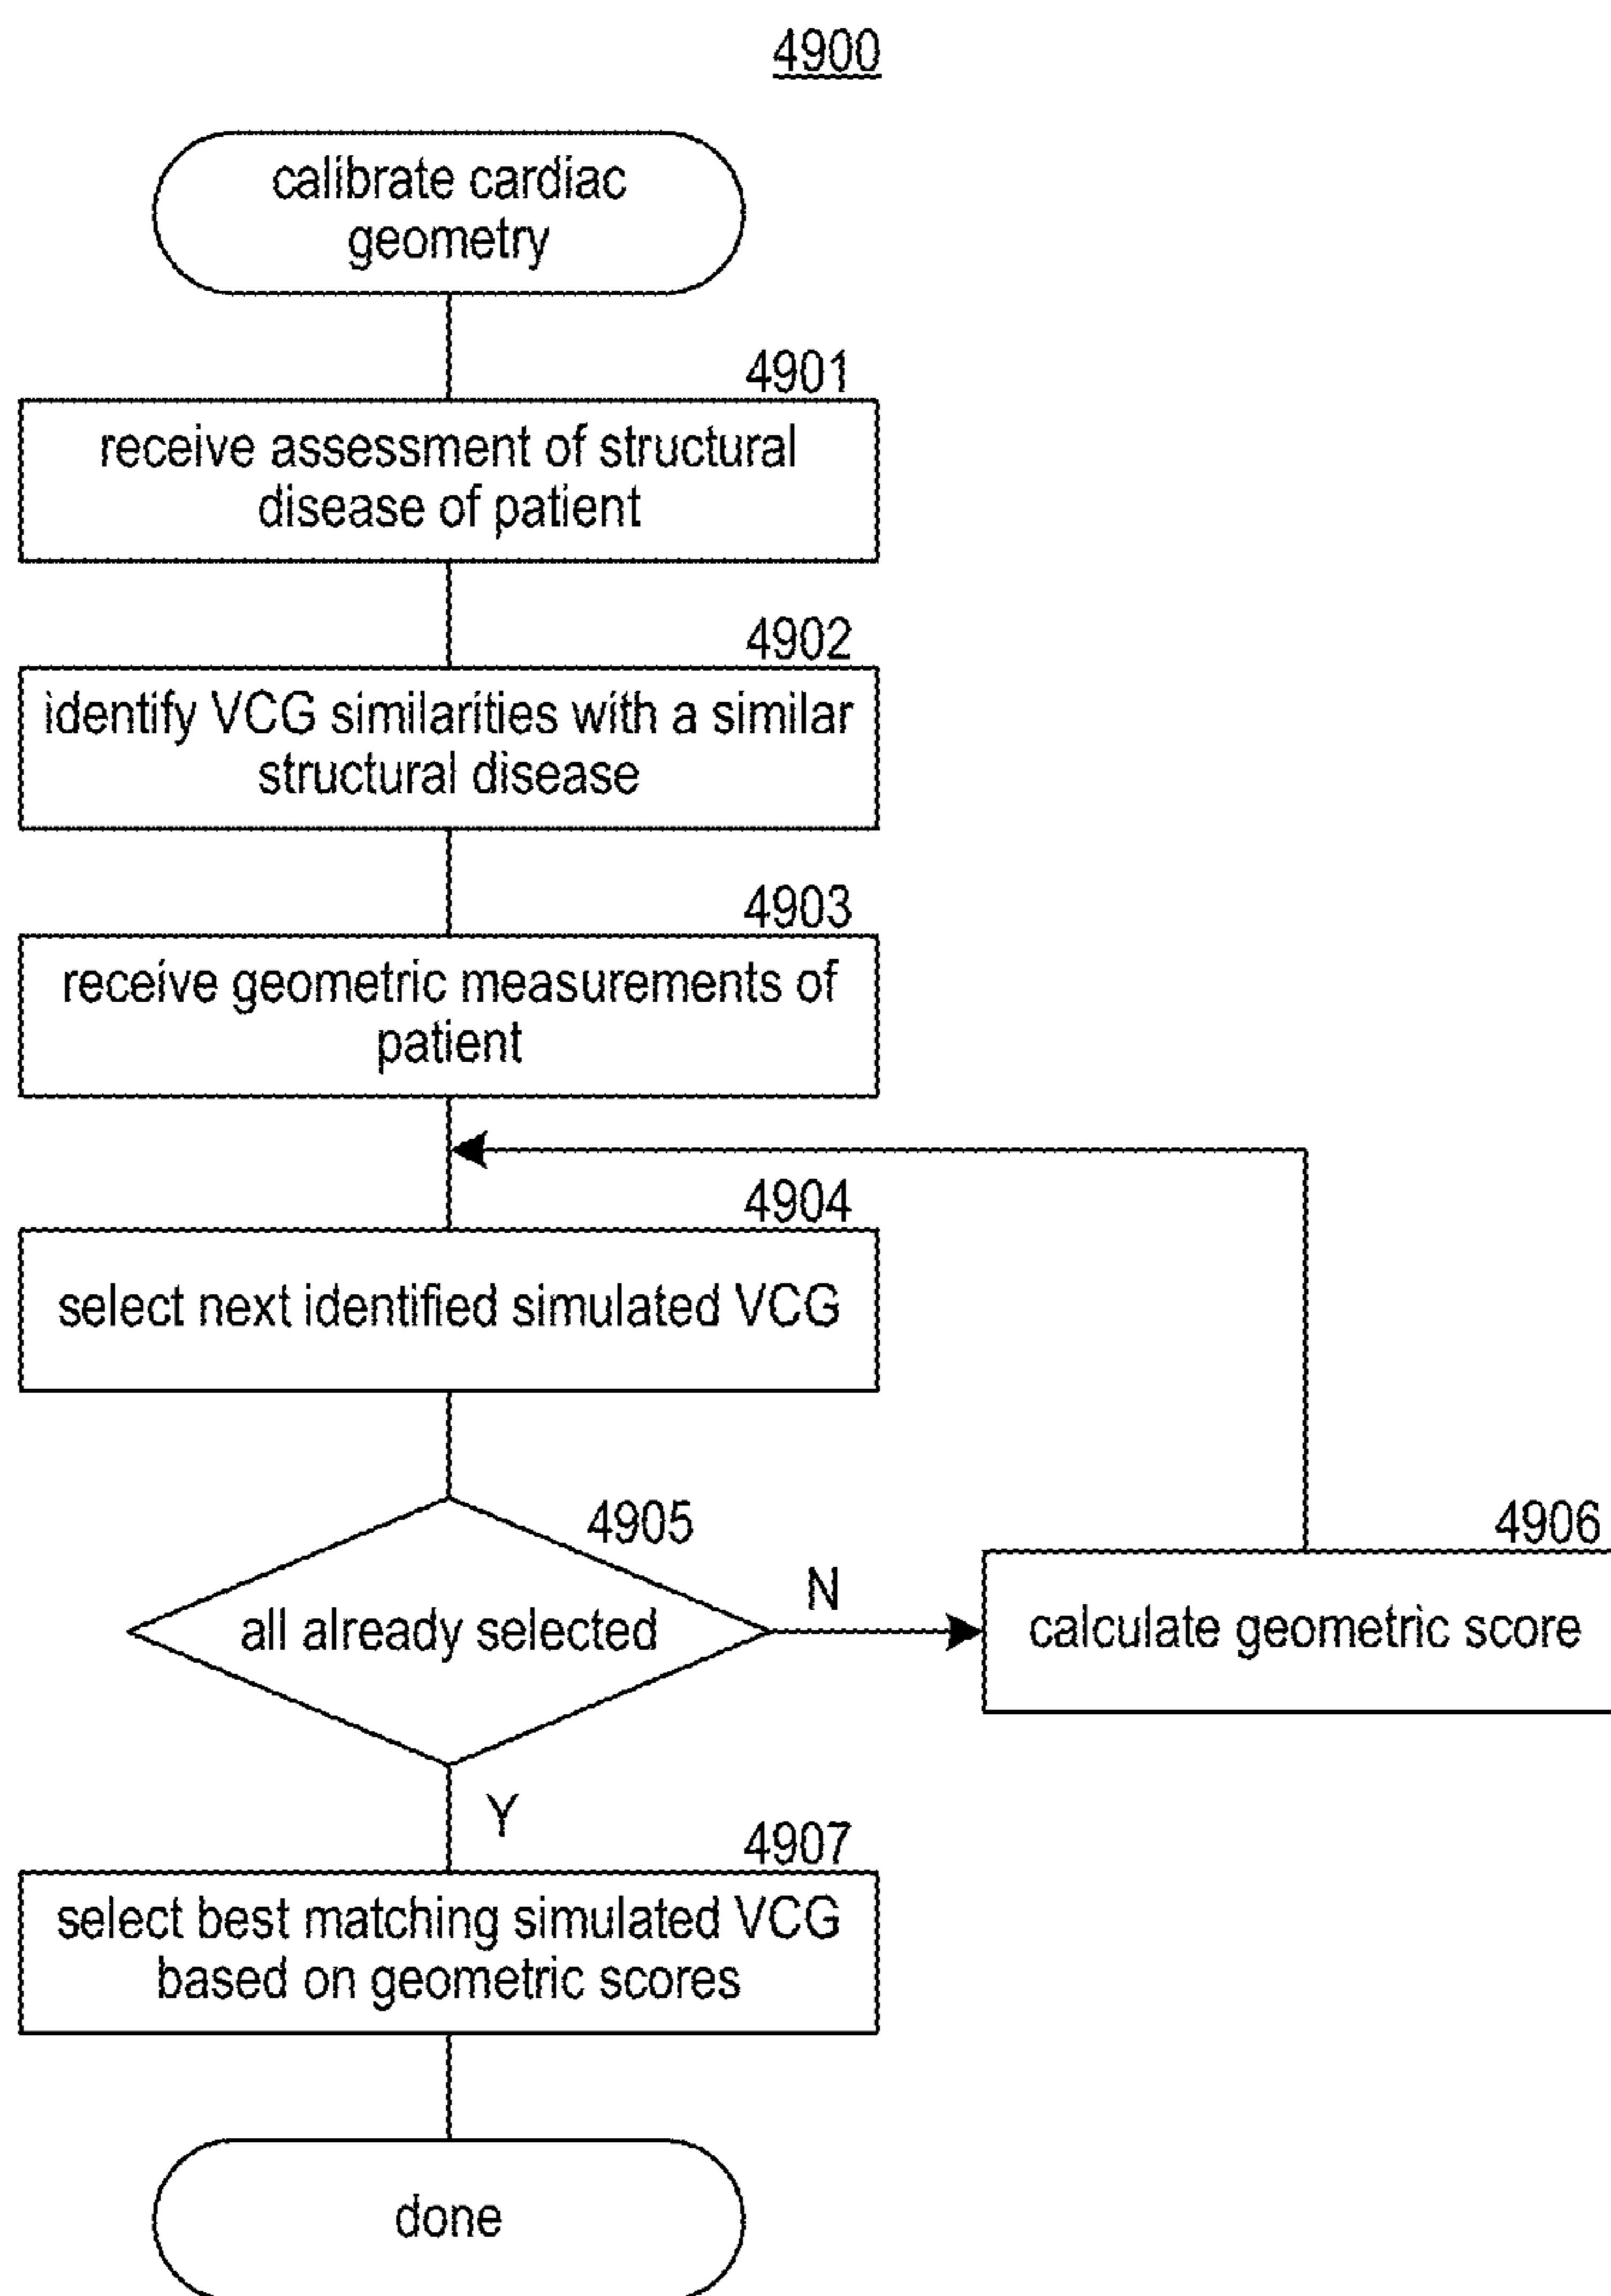 4900
calibrate cardiac
geometry
4901
receive assessment of structural
disease of patient
4902
identify VCG similarities with a similar
structural disease
4903
receive geometric measurements of
patient
4904
select next identified simulated VCG
4905
all already selected
N
4906
calculate geometric score
Y
4907
select best matching simulated VCG
based on geometric scores
done